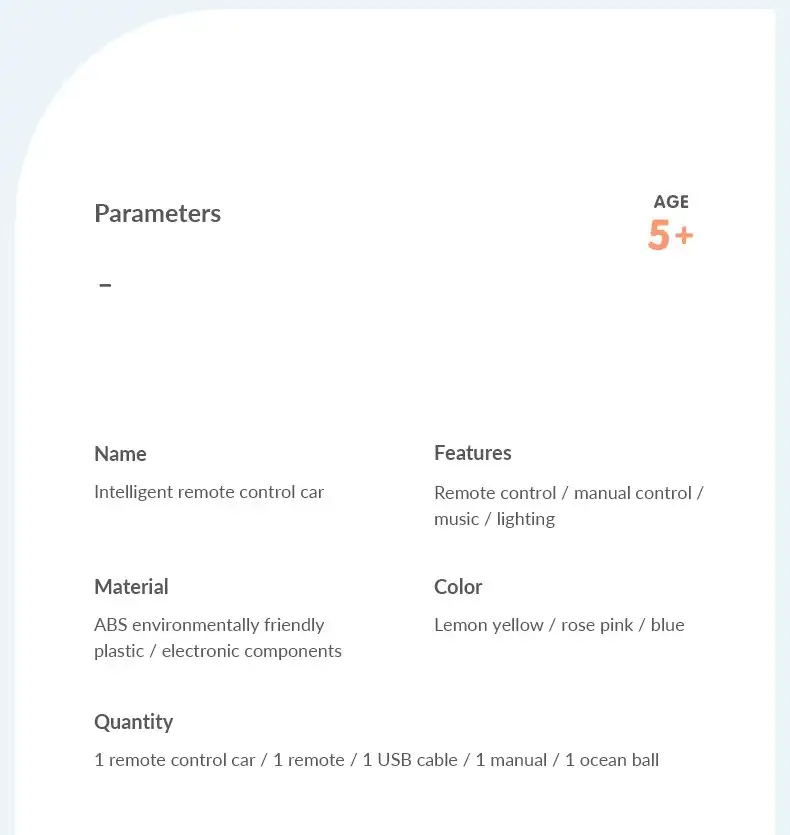 Parameters
AGE
5+
–
Name
Intelligent remote control car
Features
Remote control / manual control /
music / lighting
Material
ABS environmentally friendly
plastic / electronic components
Color
Lemon yellow / rose pink / blue
Quantity
1 remote control car / 1 remote / 1 USB cable / 1 manual / 1 ocean ball